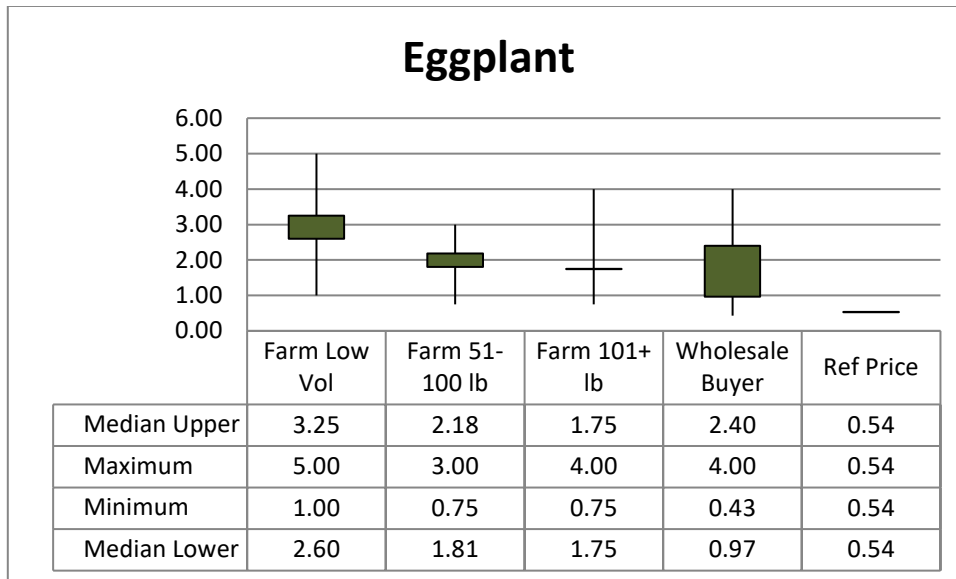 Eggplant
6.00
5.00
4.00
3.00
2.00
1.00
0.00
Farm Low Vol Farm 51-100 lb Farm 101+ lb Wholesale Buyer Ref Price
Median Upper 3.25 2.18 1.75 2.40 0.54
Maximum 5.00 3.00 4.00 4.00 0.54
Minimum 1.00 0.75 0.75 0.43 0.54
Median Lower 2.60 1.81 1.75 0.97 0.54